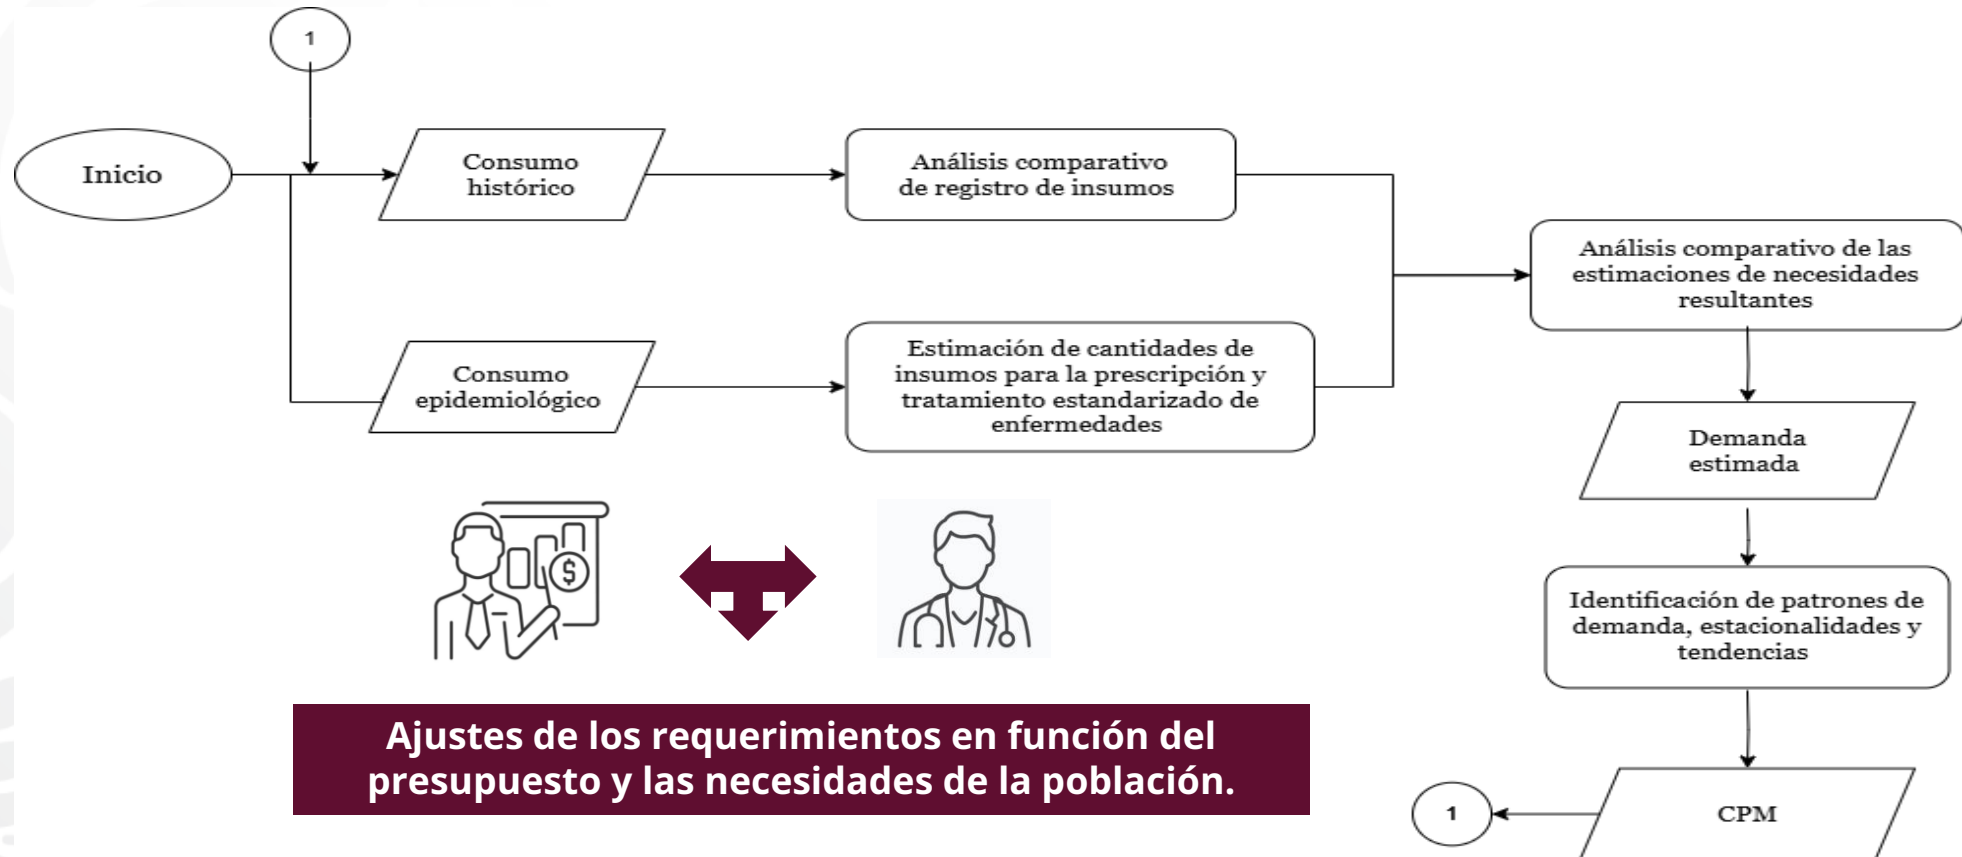 1
Inicio
Consumo
histórico
Análisis comparativo
de registro de insumos
Consumo
epidemiológico
Estimación de cantidades de
insumos para la prescripción y
tratamiento estandarizado de
enfermedades
Análisis comparativo de las
estimaciones de necesidades
resultantes
Demanda
estimada
Identificación de patrones de
demanda, estacionalidades y
tendencias
CPM
1
$
Ajustes de los requerimientos en función del
presupuesto y las necesidades de la población.